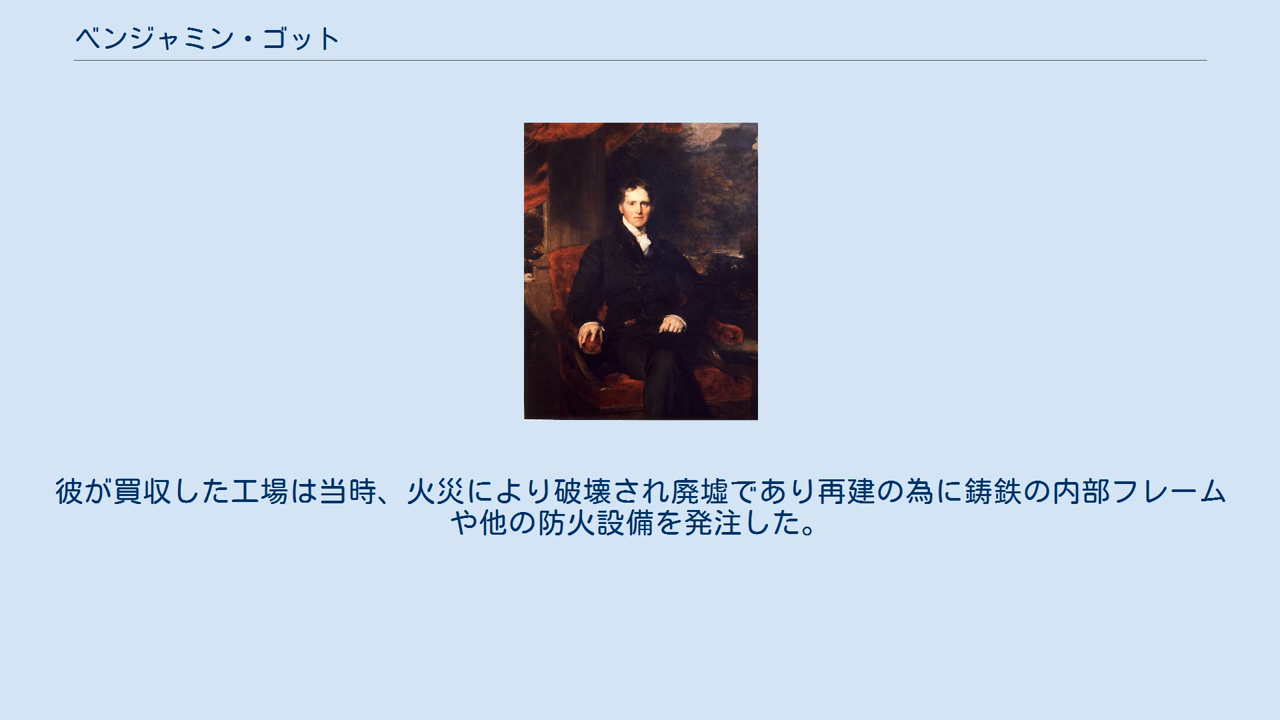 ベンジャミン・ゴット
彼が買収した工場は当時、火災により破壊され廃墟であり再建の為に鋳鉄の内部フレーム
や他の防火設備を発注した。